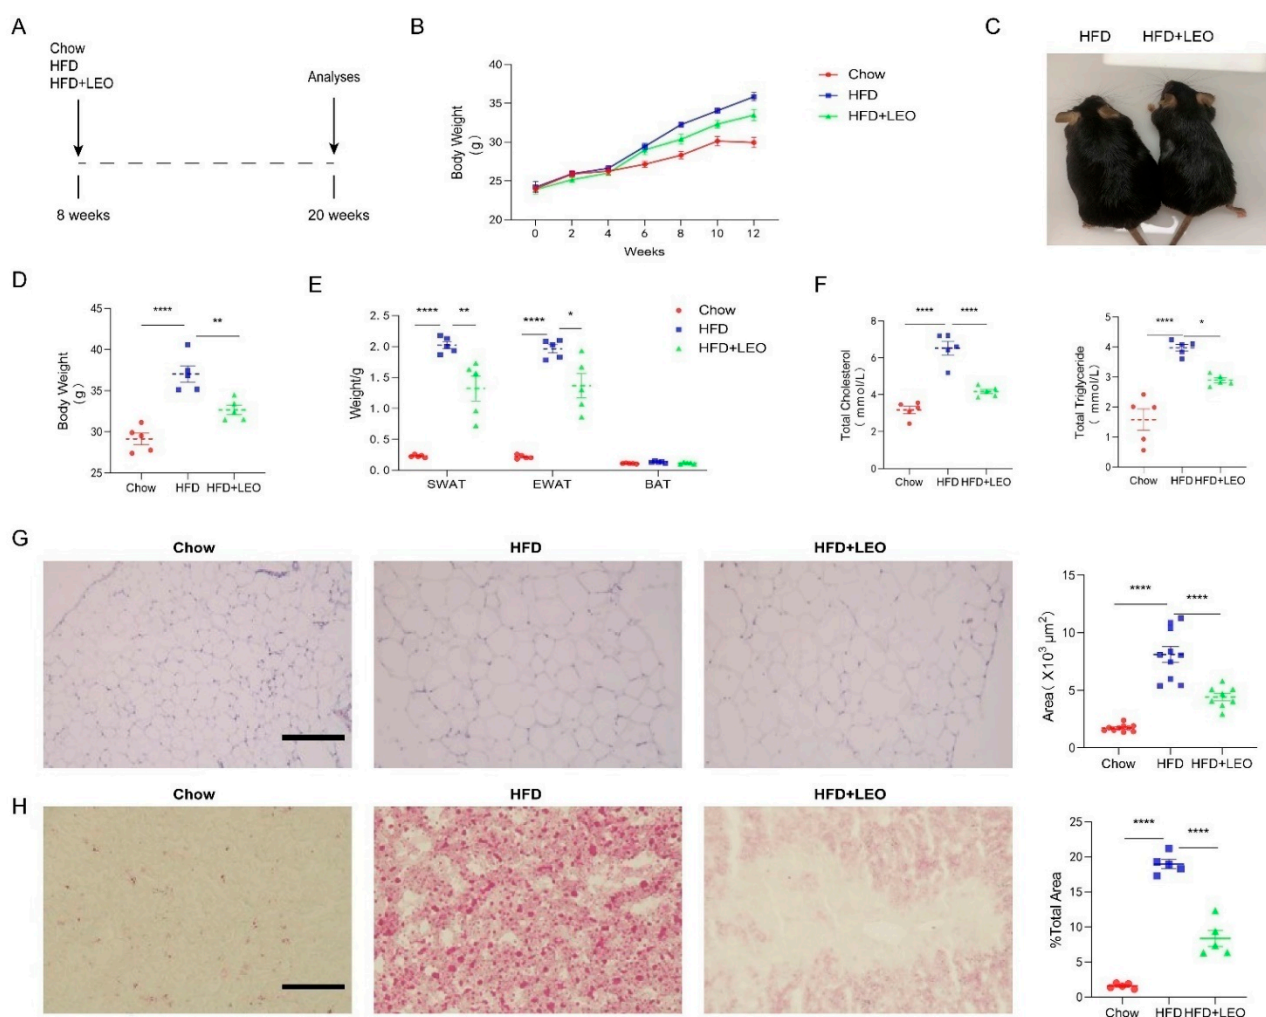 A
Chow
HFD
HFD+LEO
Analyses
8 weeks
20 weeks
B
Body Weight
（g）
40
35
30
25
20
0 2 4 6 8 10 12
Weeks
Chow
HFD
HFD+LEO
C
HFD HFD+LEO
D
Body Weight
（g）
45
40
35
30
25
**** **
Chow HFD HFD+LEO
E
Weight/g
2.5
2.0
1.5
1.0
0.5
0.0
**** **
**** *
SWAT EWAT BAT
Chow
HFD
HFD+LEO
F
Total Cholesterol
（mmol/L）
8
6
4
2
0
**** ****
Chow HFD HFD+LEO
Total Triglyceride
（mmol/L）
5
4
3
2
1
0
**** *
Chow HFD HFD+LEO
G
Chow HFD HFD+LEO
Area（ X10³ µm²）
15
10
5
0
**** ****
Chow HFD HFD+LEO
H
Chow HFD HFD+LEO
%Total Area
25
20
15
10
5
0
**** ****
Chow HFD HFD+LEO